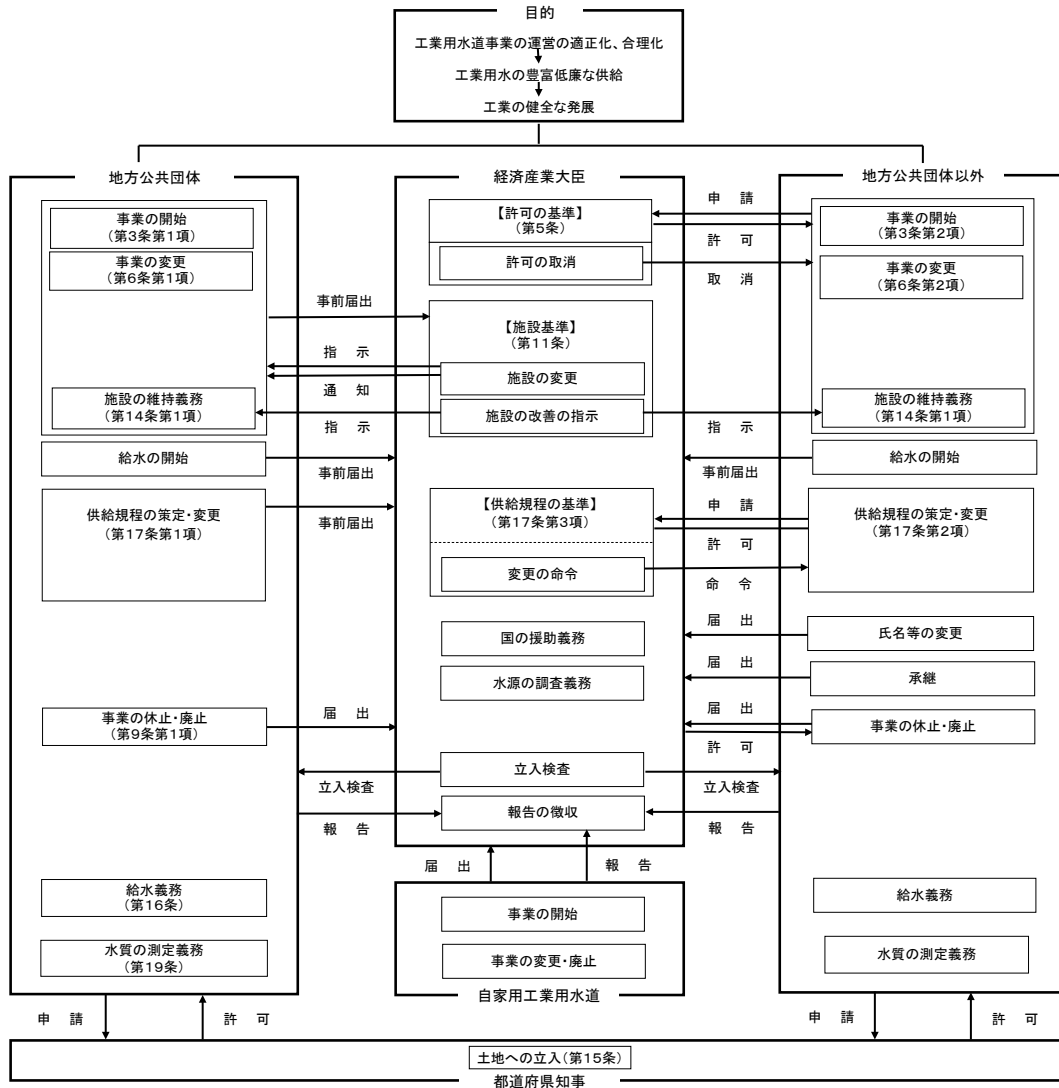 目的
工業用水道事業の運営の適正化、合理化
工業用水の豊富低廉な供給
工業の健全な発展
地方公共団体
事業の開始
(第3条第1項)
事業の変更
(第6条第1項)
施設の維持義務
(第14条第1項)
給水の開始
供給規程の策定・変更
(第17条第1項)
事業の休止・廃止
(第9条第1項)
給水義務
(第16条)
水質の測定義務
(第19条)
事前届出
指 示
通 知
指 示
事前届出
事前届出
届 出
立入検査
報 告
経済産業大臣
【許可の基準】
(第5条)
許可の取消
【施設基準】
(第11条)
施設の変更
施設の改善の指示
【供給規程の基準】
(第17条第3項)
変更の命令
国の援助義務
水源の調査義務
立入検査
報告の徴収
届 出
報 告
事業の開始
事業の変更・廃止
自家用工業用水道
申 請
許 可
取 消
指 示
事前届出
申 請
許 可
命 令
届 出
届 出
届 出
許 可
立入検査
報 告
地方公共団体以外
事業の開始
(第3条第2項)
事業の変更
(第6条第2項)
施設の維持義務
(第14条第1項)
給水の開始
供給規程の策定・変更
(第17条第2項)
氏名等の変更
承継
事業の休止・廃止
給水義務
水質の測定義務
申 請
許 可
申 請
許 可
土地への立入(第15条)
都道府県知事